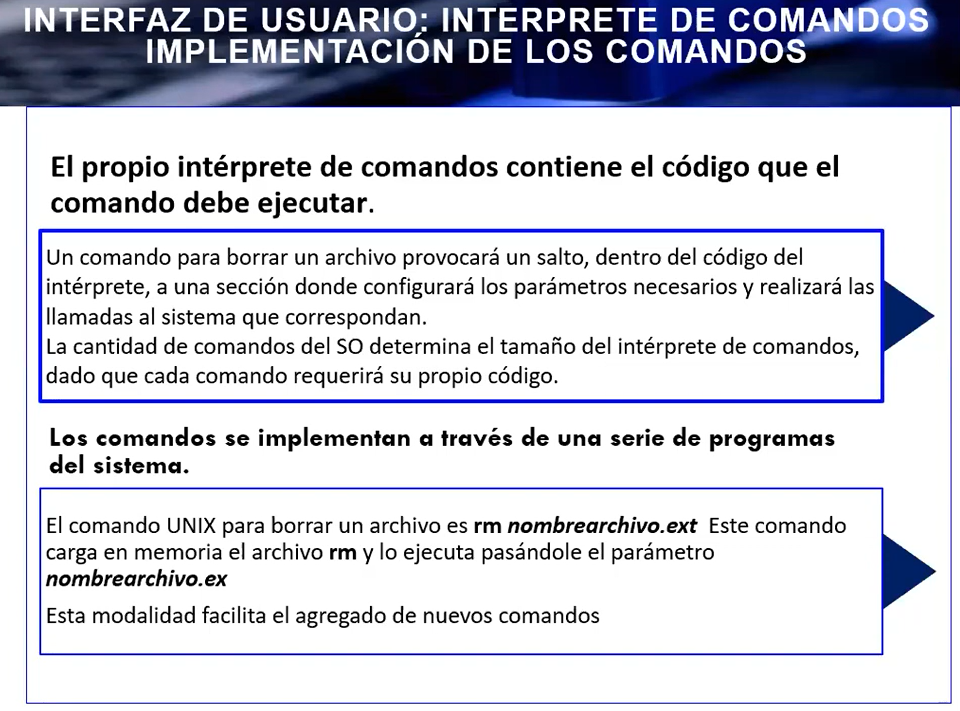 INTERFAZ DE USUARIO: INTERPRETE DE COMANDOS
IMPLEMENTACIÓN DE LOS COMANDOS
El propio intérprete de comandos contiene el código que el
comando debe ejecutar.
Un comando para borrar un archivo provocará un salto, dentro del código del
intérprete, a una sección donde configurará los parámetros necesarios y realizará las
llamadas al sistema que correspondan.
La cantidad de comandos del SO determina el tamaño del intérprete de comandos,
dado que cada comando requerirá su propio código.
Los comandos se implementan a través de una serie de programas
del sistema.
El comando UNIX para borrar un archivo es rm nombrearchivo.ext Este comando
carga en memoria el archivo rm y lo ejecuta pasándole el parámetro
nombrearchivo.ex
Esta modalidad facilita el agregado de nuevos comandos